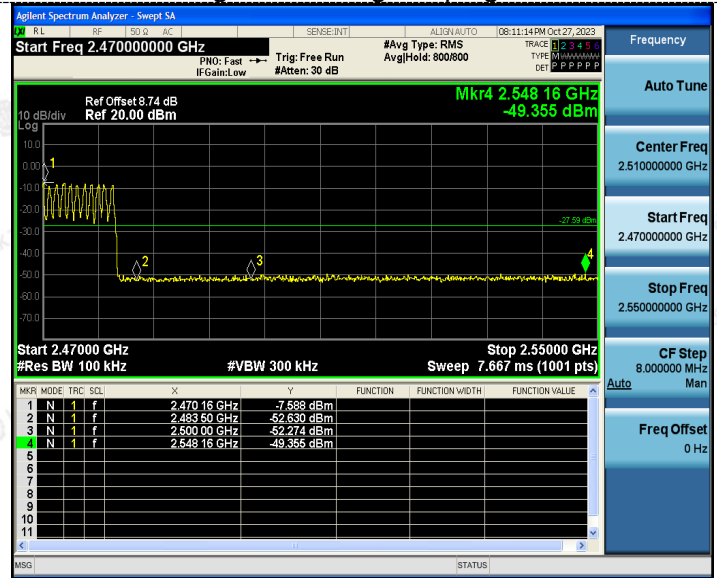 Agilent Spectrum Analyzer - Swept SA
LXI RL RF 50 Ω AC SENSE:INT ALIGN AUTO 08:11:14 PM Oct 27, 2023
Start Freq 2.470000000 GHz #Avg Type: RMS TRACE 1 2 3 4 5 6
PNO: Fast Trig: Free Run Avg|Hold: 800/800 TYPE M
IFGain:Low #Atten: 30 dB DET P P P P P P
Mkr4 2.548 16 GHz
-49.355 dBm
Ref Offset 8.74 dB
10 dB/div Ref 20.00 dBm
Log
10.0
0.00
-10.0
-20.0
-30.0
-40.0
-50.0
-60.0
-70.0
1
2
3
4
-27.59 dBm
Start 2.47000 GHz Stop 2.55000 GHz
#Res BW 100 kHz #VBW 300 kHz Sweep 7.667 ms (1001 pts)
MKR MODE TRC SCL X Y FUNCTION FUNCTION WIDTH FUNCTION VALUE
1 N 1 f 2.470 16 GHz -7.588 dBm
2 N 1 f 2.483 50 GHz -52.630 dBm
3 N 1 f 2.500 00 GHz -52.274 dBm
4 N 1 f 2.548 16 GHz -49.355 dBm
5
6
7
8
9
10
11
MSG STATUS
Frequency
Auto Tune
Center Freq
2.510000000 GHz
Start Freq
2.470000000 GHz
Stop Freq
2.550000000 GHz
CF Step
8.000000 MHz
Auto Man
Freq Offset
0 Hz